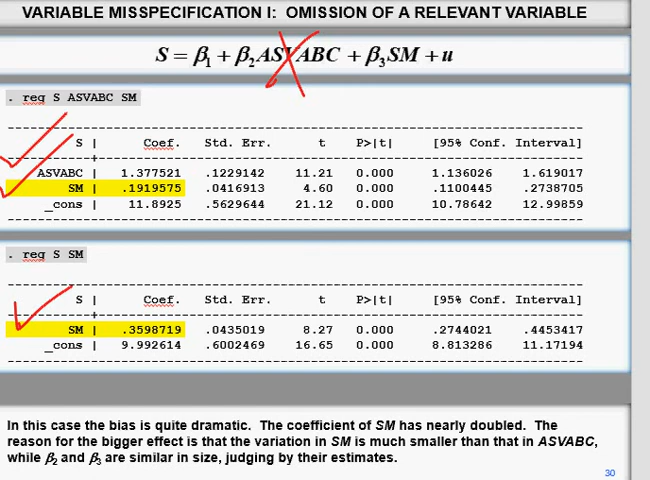 VARIABLE MISSPECIFICATION I: OMISSION OF A RELEVANT VARIABLE
S = β₁ + β₂ASVABC + β₃SM + u
. reg S ASVABC SM
------------------------------------------------------------------------------
S | Coef. Std. Err. t P>|t| [95% Conf. Interval]
-------------+----------------------------------------------------------------
ASVABC | 1.377521 .1229142 11.21 0.000 1.136026 1.619017
SM | .1919575 .0416913 4.60 0.000 .1100445 .2738705
_cons | 11.8925 .5629644 21.12 0.000 10.78642 12.99859
------------------------------------------------------------------------------
. reg S SM
------------------------------------------------------------------------------
S | Coef. Std. Err. t P>|t| [95% Conf. Interval]
-------------+----------------------------------------------------------------
SM | .3598719 .0435019 8.27 0.000 .2744021 .4453417
_cons | 9.992614 .6002469 16.65 0.000 8.813286 11.17194
------------------------------------------------------------------------------
In this case the bias is quite dramatic. The coefficient of SM has nearly doubled. The
reason for the bigger effect is that the variation in SM is much smaller than that in ASVABC,
while β₂ and β₃ are similar in size, judging by their estimates.
30